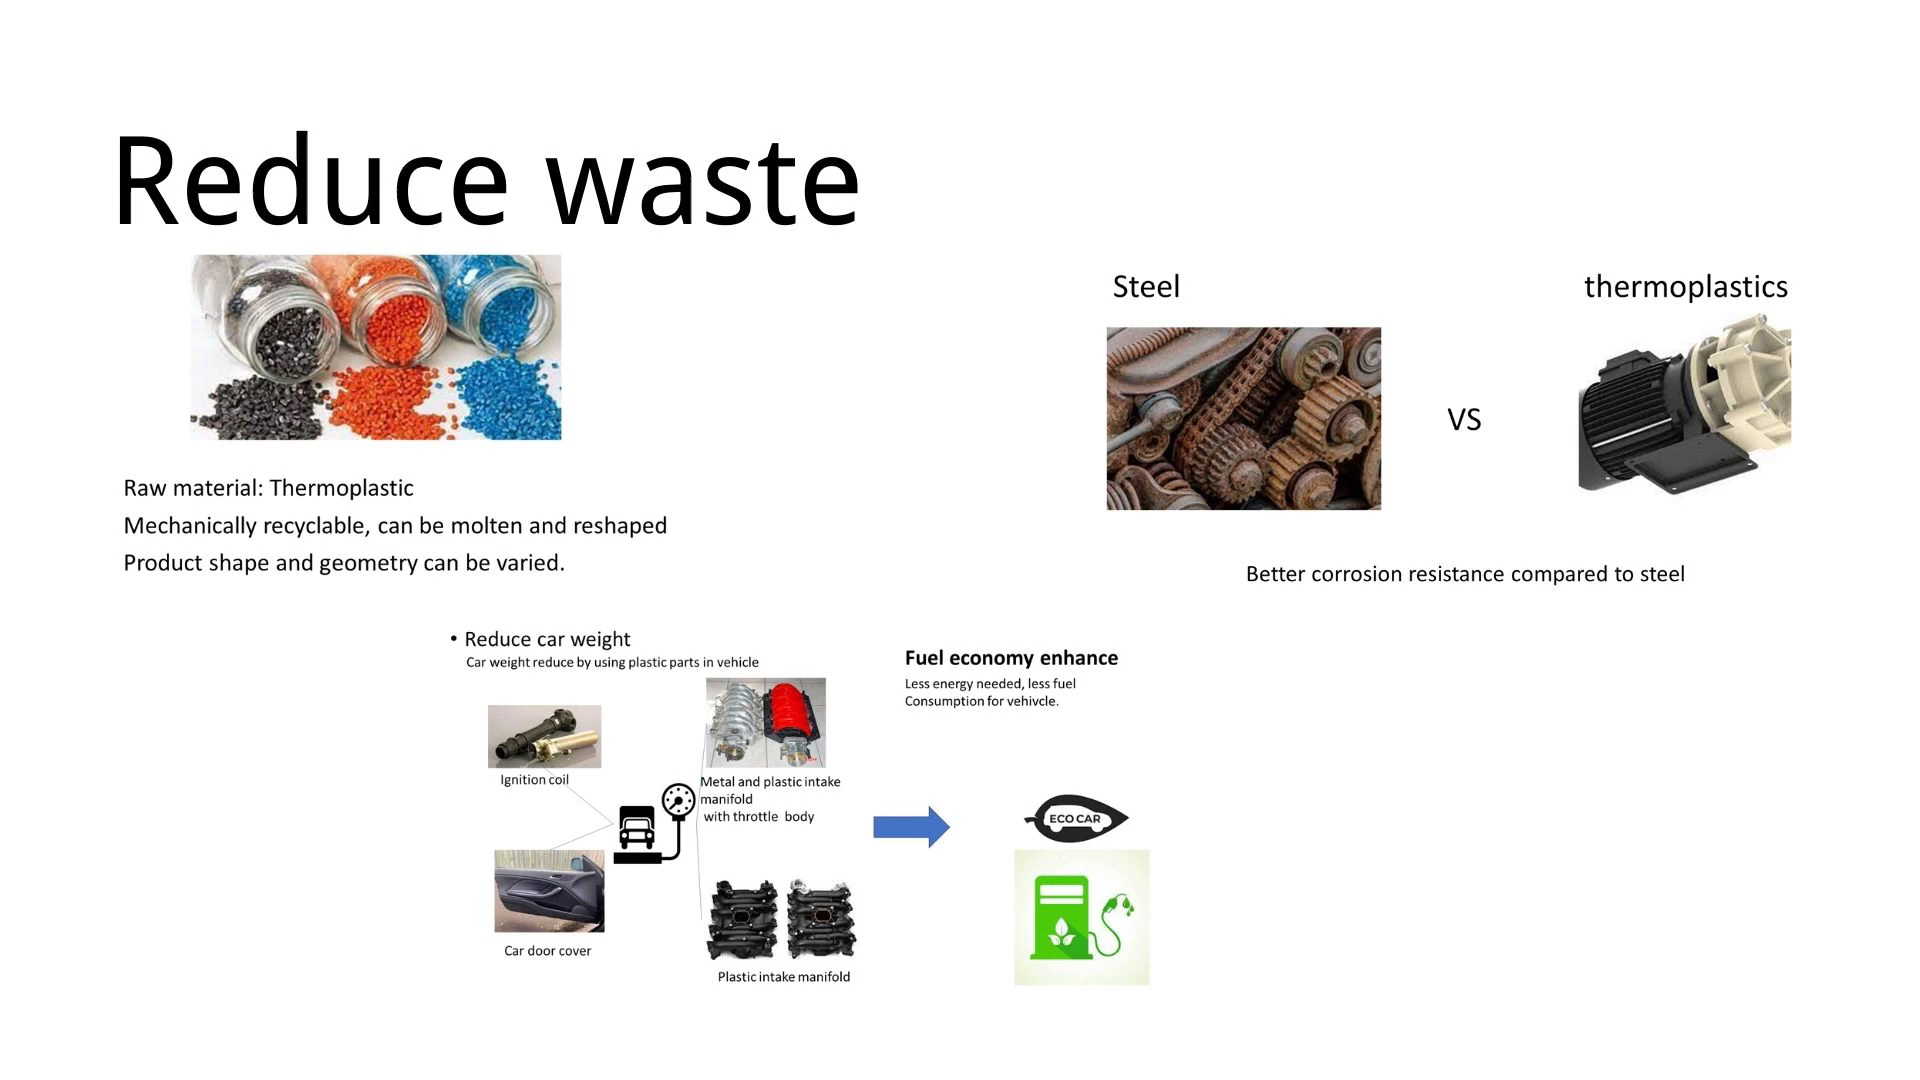 Reduce waste
Steel
thermoplastics
VS
Raw material: Thermoplastic
Mechanically recyclable, can be molten and reshaped
Product shape and geometry can be varied.
Better corrosion resistance compared to steel
• Reduce car weight
Car weight reduce by using plastic parts in vehicle
Ignition coil
Metal and plastic intake
manifold
with throttle body
Car door cover
Plastic intake manifold
Fuel economy enhance
Less energy needed, less fuel
Consumption for vehivcle.
ECO CAR